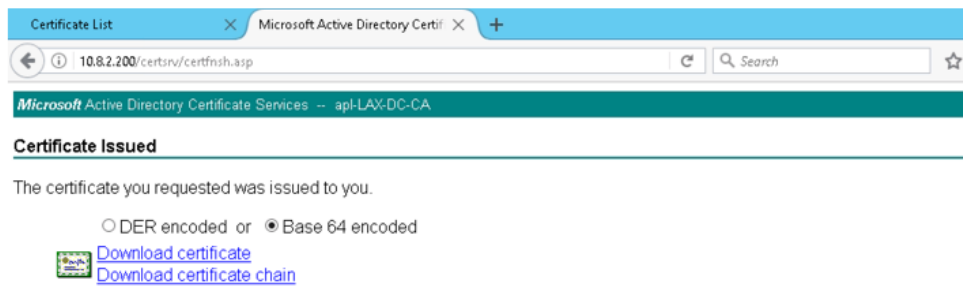 Certificate List
Microsoft Active Directory Certif
10.8.2.200/certsrv/certfnsh.asp
Search
Microsoft Active Directory Certificate Services -- apl-LAX-DC-CA
Certificate Issued
The certificate you requested was issued to you.
DER encoded or Base 64 encoded
Download certificate
Download certificate chain